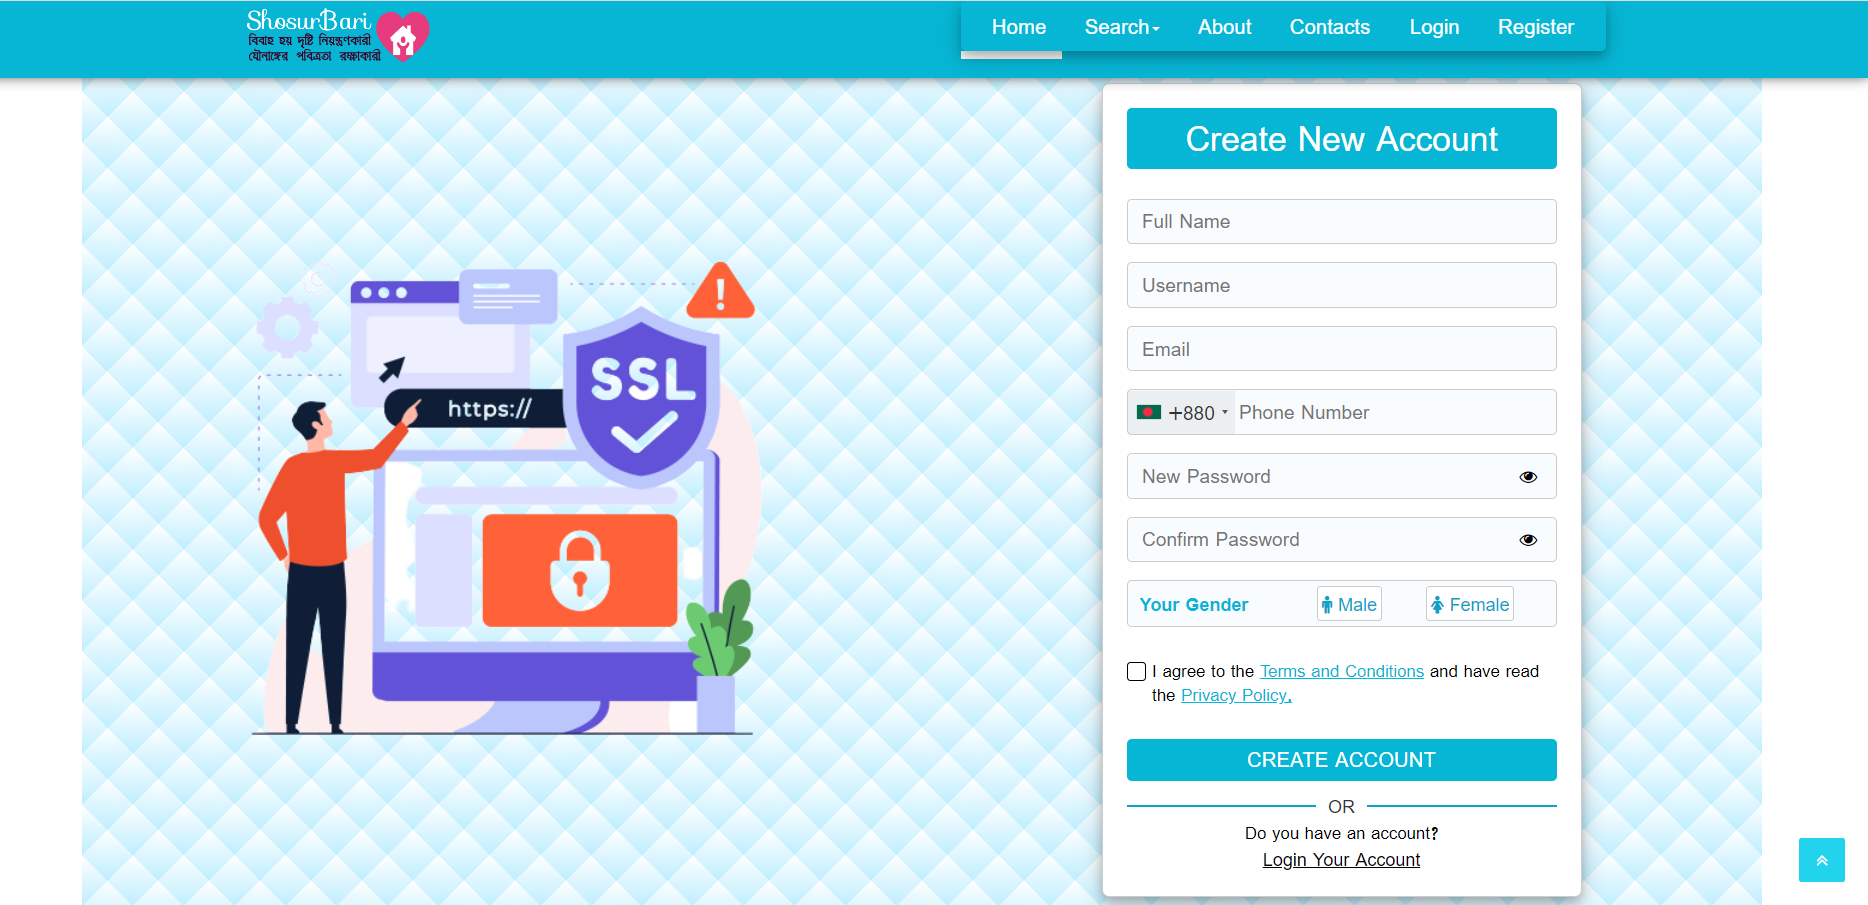 ShosurBari
বিবাহ হয় দৃষ্টি নিয়ন্ত্রণকারী
যৌনাঙ্গের পবিত্রতা রক্ষাকারী
Home Search About Contacts Login Register
Create New Account
Full Name
Username
Email
+880 Phone Number
New Password
Confirm Password
Your Gender Male Female
I agree to the Terms and Conditions and have read
the Privacy Policy.
CREATE ACCOUNT
OR
Do you have an account?
Login Your Account
!
SSL
https://